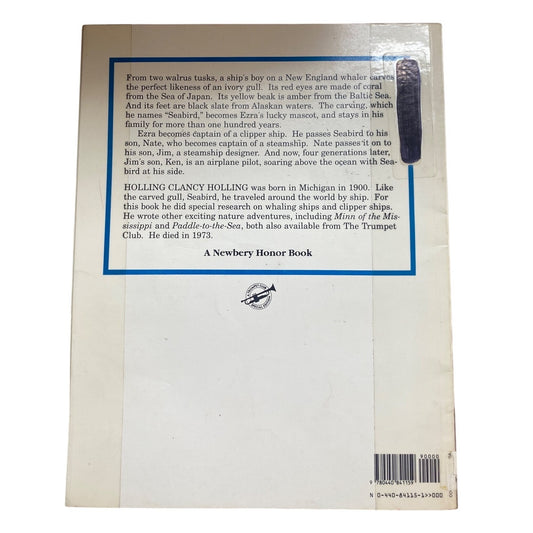 From two walrus tusks, a ship's boy on a New England whaler carves
the perfect likeness of an ivory gull. Its red eyes are made of coral
from the Sea of Japan. Its yellow beak is amber from the Baltic Sea.
And its feet are black slate from Alaskan waters. The carving, which
he names "Seabird," becomes Ezra's lucky mascot, and stays in his
family for more than one hundred years.
Ezra becomes captain of a clipper ship. He passes Seabird to his
son, Nate, who becomes captain of a steamship. Nate passes it on to
his son, Jim, a steamship designer. And now, four generations later,
Jim's son, Ken, is an airplane pilot, soaring above the ocean with Sea-
bird at his side.
HOLLING CLANCY HOLLING was born in Michigan in 1900. Like
the carved gull, Seabird, he traveled around the world by ship. For
this book he did special research on whaling ships and clipper ships.
He wrote other exciting nature adventures, including Minn of the Mis-
sissippi and Paddle-to-the-Sea, both also available from The Trumpet
Club. He died in 1973.
A Newbery Honor Book
90000
9 780440 841159
N 0-440-84115-1>>000